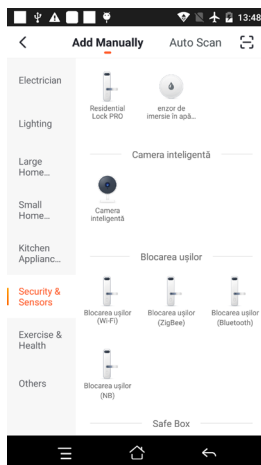 13:48
Add Manually Auto Scan
Electrician
Lighting
Large
Home...
Small
Home...
Kitchen
Applianc...
Security &
Sensors
Exercise &
Health
Others
Residential
Lock PRO
enzor de
imersie în apă...
Camera inteligentă
Camera
inteligentă
Blocarea ușilor
Blocarea ușilor
(Wi-Fi)
Blocarea ușilor
(ZigBee)
Blocarea ușilor
(Bluetooth)
Blocarea ușilor
(NB)
Safe Box